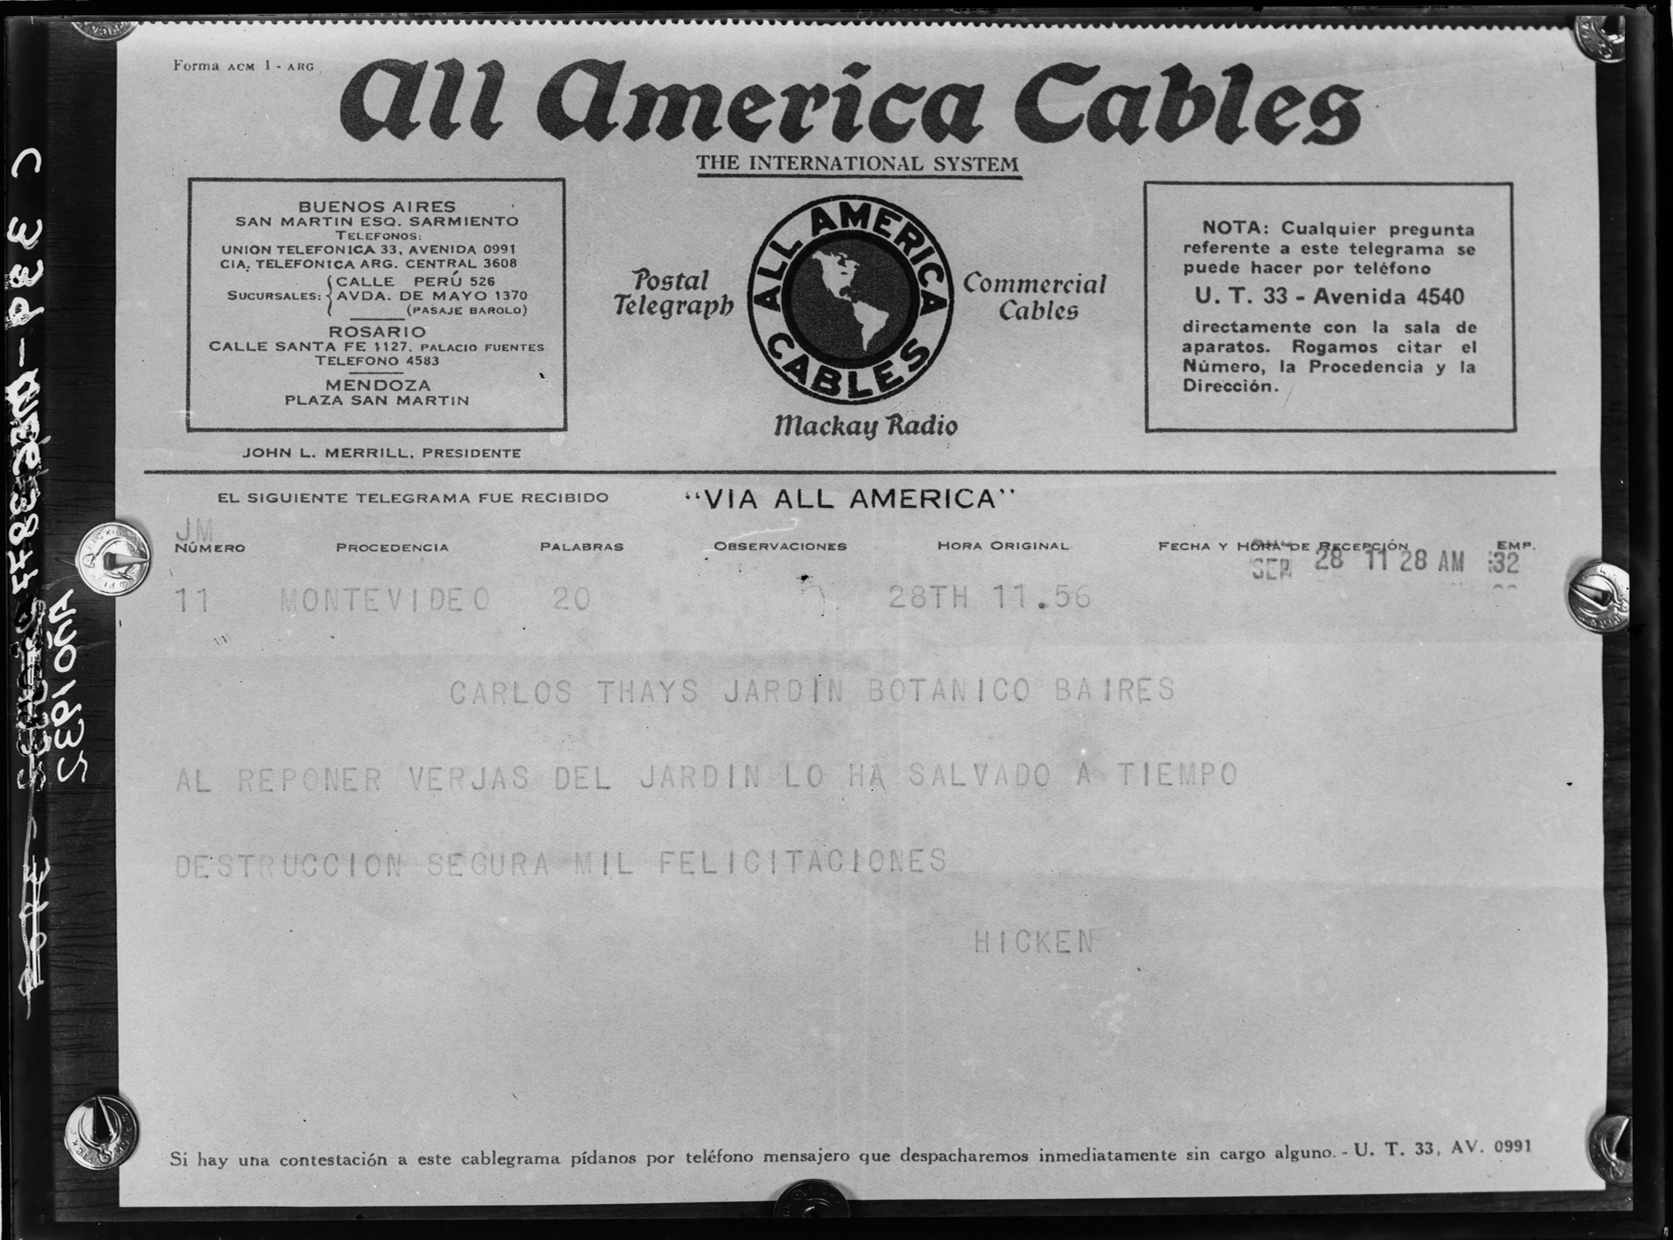 Forma ACM 1 - ARG
All America Cables
THE INTERNATIONAL SYSTEM
BUENOS AIRES
SAN MARTIN ESQ. SARMIENTO
TELEFONOS:
UNION TELEFONICA 33, AVENIDA 0991
CIA. TELEFONICA ARG. CENTRAL 3608
SUCURSALES: { CALLE PERÚ 526
AVDA. DE MAYO 1370
(PASAJE BAROLO)
ROSARIO
CALLE SANTA FE 1127, PALACIO FUENTES
TELEFONO 4583
MENDOZA
PLAZA SAN MARTIN
JOHN L. MERRILL, PRESIDENTE
Postal Telegraph
ALL AMERICA CABLES
Commercial Cables
Mackay Radio
NOTA: Cualquier pregunta
referente a este telegrama se
puede hacer por teléfono
U. T. 33 - Avenida 4540
directamente con la sala de
aparatos. Rogamos citar el
Número, la Procedencia y la
Dirección.
EL SIGUIENTE TELEGRAMA FUE RECIBIDO "VIA ALL AMERICA"
JM
NÚMERO PROCEDENCIA PALABRAS OBSERVACIONES HORA ORIGINAL FECHA Y HORA DE RECEPCIÓN EMP.
SEP 28 11 28 AM 32
11 MONTEVIDEO 20 28TH 11.56
CARLOS THAYS JARDIN BOTANICO BAIRES
AL REPONER VERJAS DEL JARDIN LO HA SALVADO A TIEMPO
DESTRUCCION SEGURA MIL FELICITACIONES
HICKEN
Si hay una contestación a este cablegrama pídanos por teléfono mensajero que despacharemos inmediatamente sin cargo alguno. - U. T. 33, AV. 0991
AÑO 1932